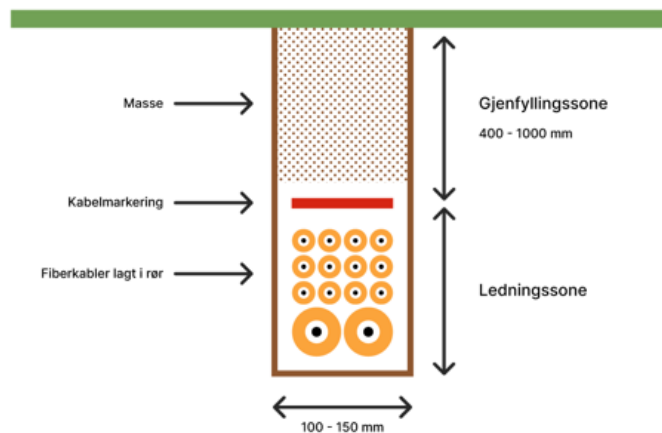 Masse
Gjenfyllingssone
400 - 1000 mm
Kabelmarkering
Fiberkabler lagt i rør
Ledningssone
100 - 150 mm